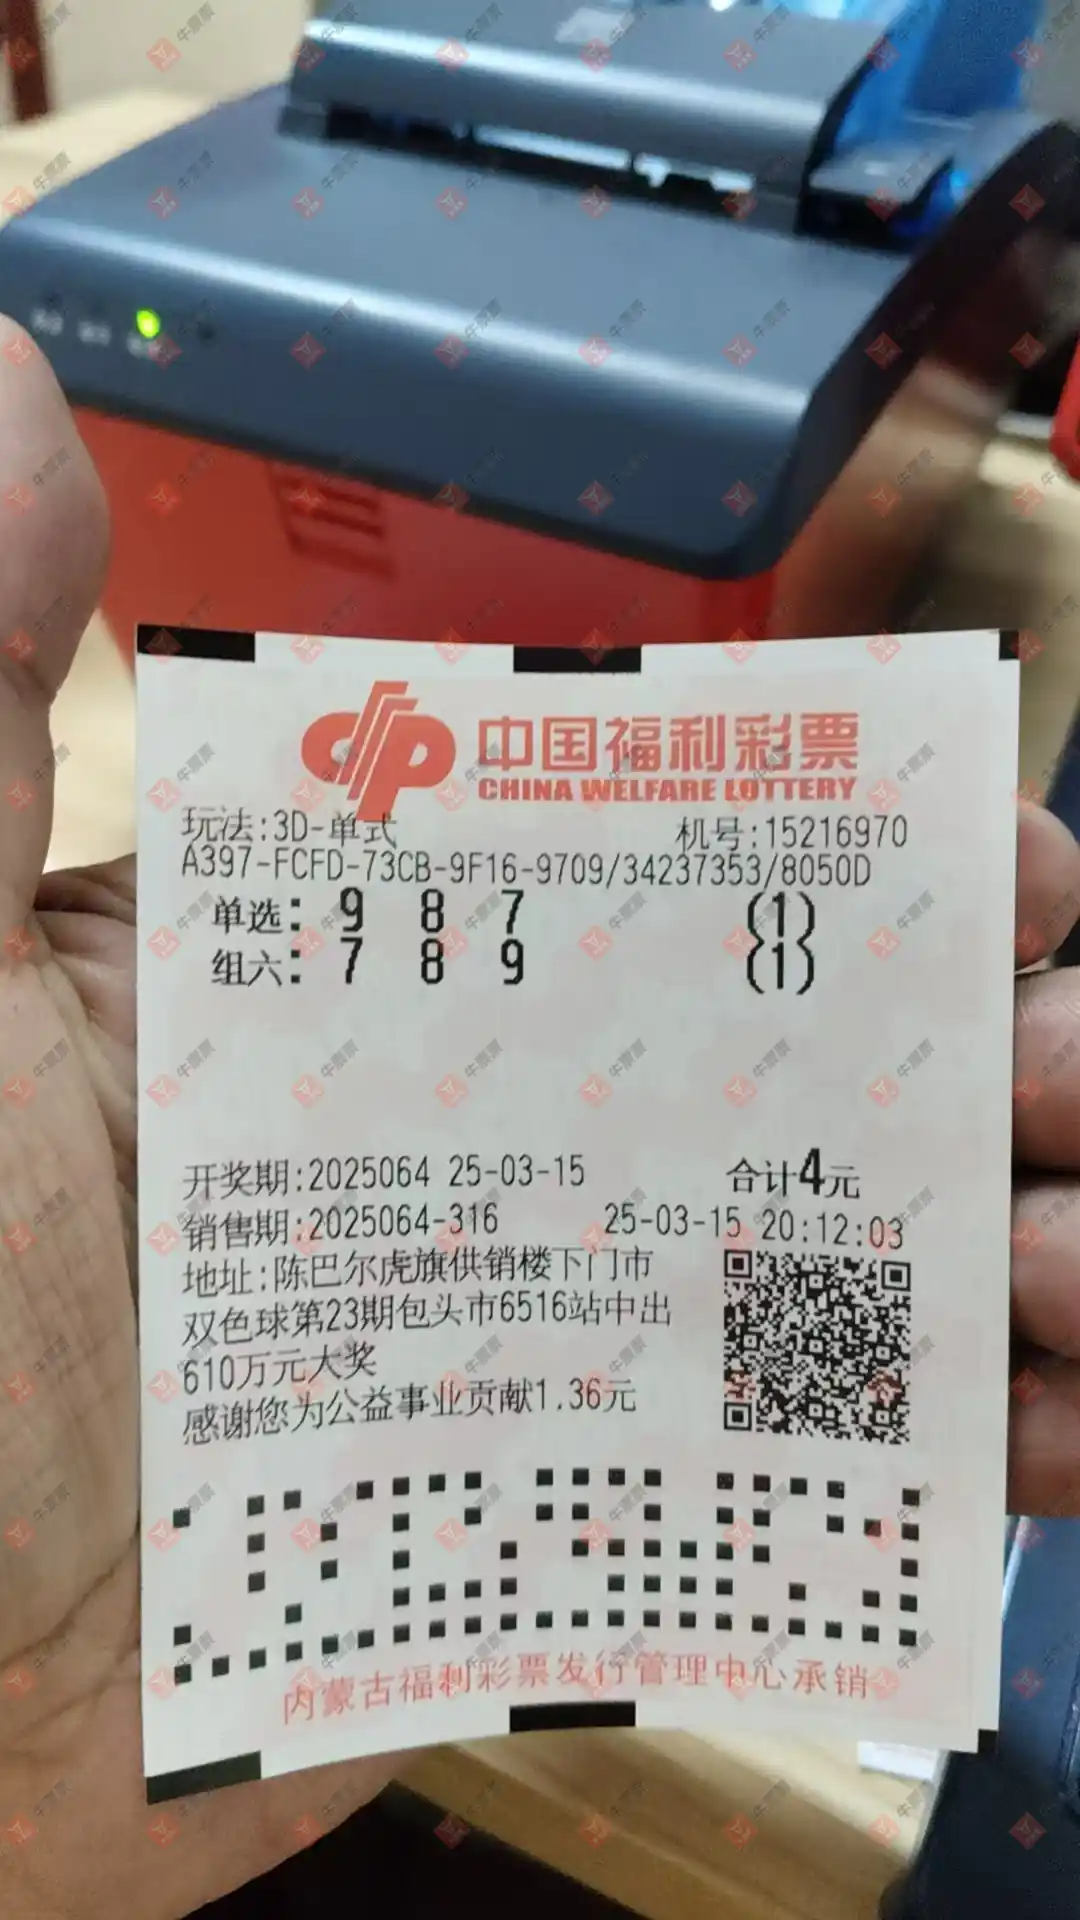 中国福利彩票
CHINA WELFARE LOTTERY
玩法:3D-单式 机号:15216970
A397-FCFD-73CB-9F16-9709/34237353/8050D
单选: 9 8 7 (1)
组六: 7 8 9 (1)
开奖期:2025064 25-03-15 合计4元
销售期:2025064-316 25-03-15 20:12:03
地址:陈巴尔虎旗供销楼下门市
双色球第23期包头市6516站中出
610万元大奖
感谢您为公益事业贡献1.36元
内蒙古福利彩票发行管理中心承销